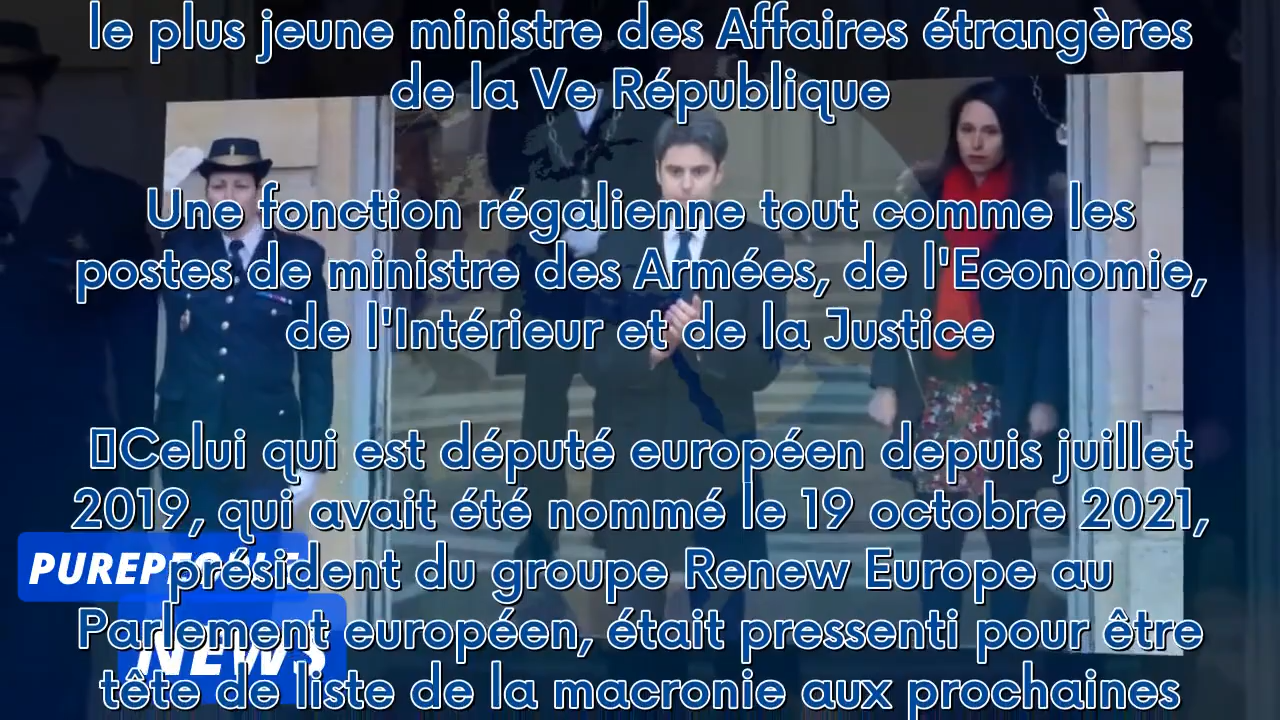 le plus jeune ministre des Affaires étrangères
de la Ve République
Une fonction régalienne tout comme les
postes de ministre des Armées, de l'Economie,
de l'Intérieur et de la Justice
Celui qui est député européen depuis juillet
2019, qui avait été nommé le 19 octobre 2021,
président du groupe Renew Europe au
Parlement européen, était pressenti pour être
tête de liste de la macronie aux prochaines
NEWS